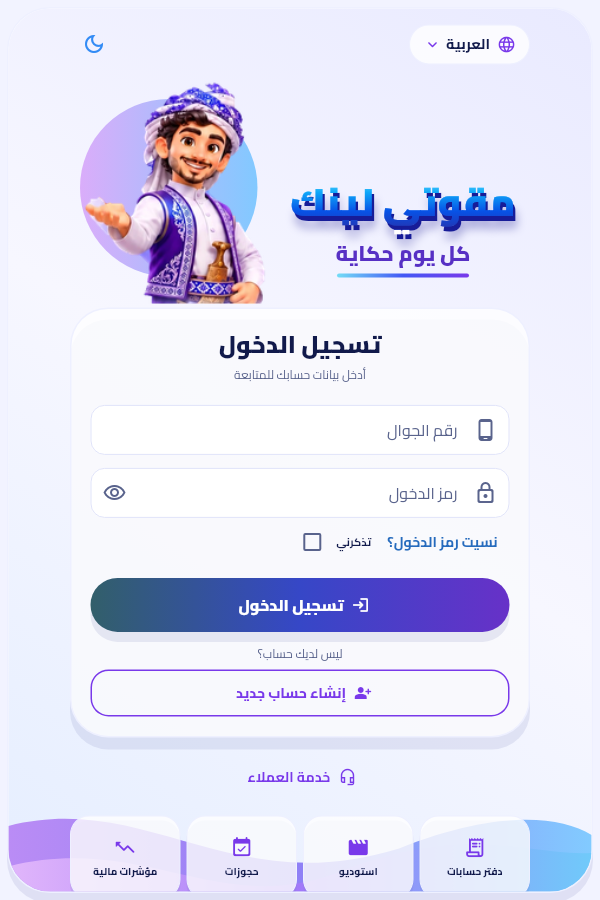 العربية
مقوتي لينك
كل يوم حكاية
تسجيل الدخول
أدخل بيانات حسابك للمتابعة
رقم الجوال
رمز الدخول
نسيت رمز الدخول؟
تذكرني
تسجيل الدخول
ليس لديك حساب؟
إنشاء حساب جديد
خدمة العملاء
دفتر حسابات
استوديو
حجوزات
مؤشرات مالية